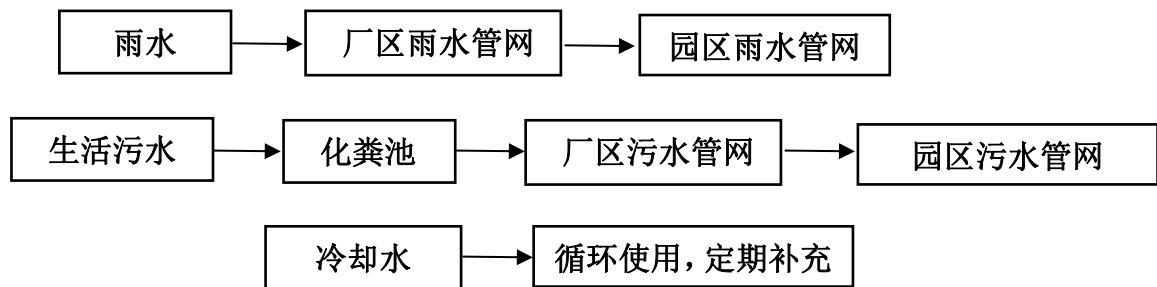 雨水 厂区雨水管网 园区雨水管网
生活污水 化粪池 厂区污水管网 园区污水管网
冷却水 循环使用，定期补充